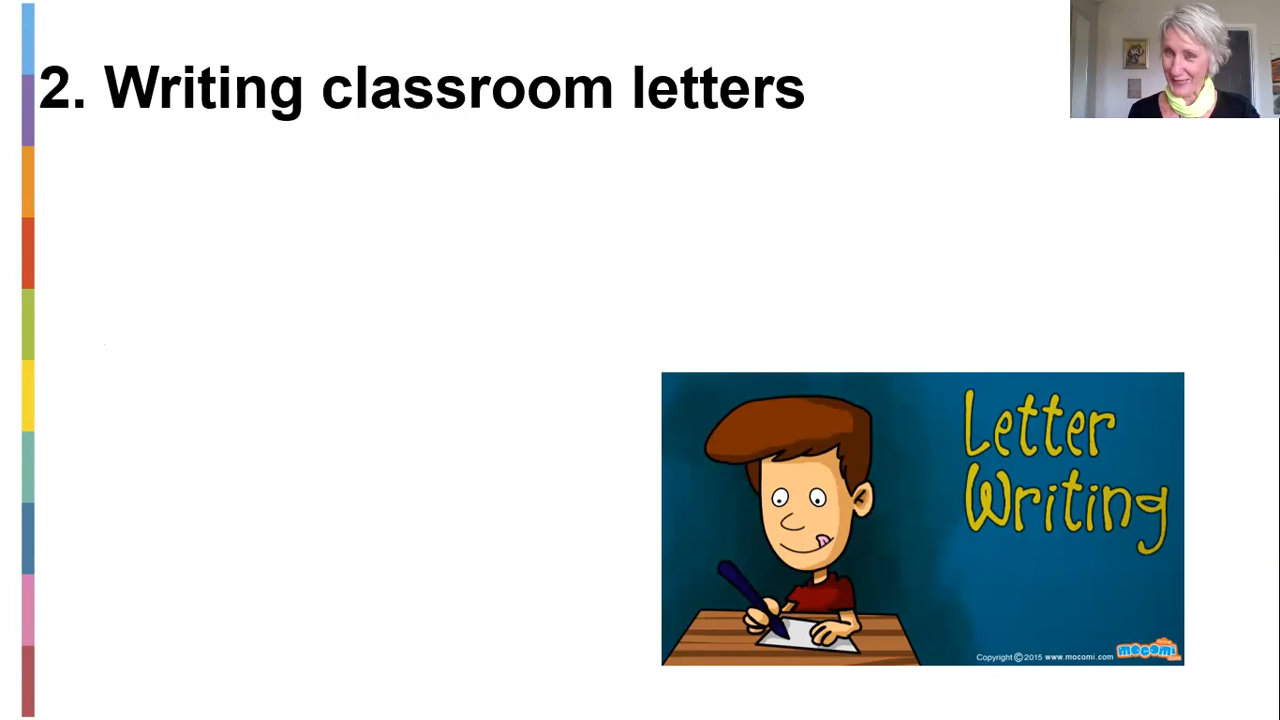 2. Writing classroom letters
Letter
Writing
Copyright © 2015 www.mocomi.com
mocomi